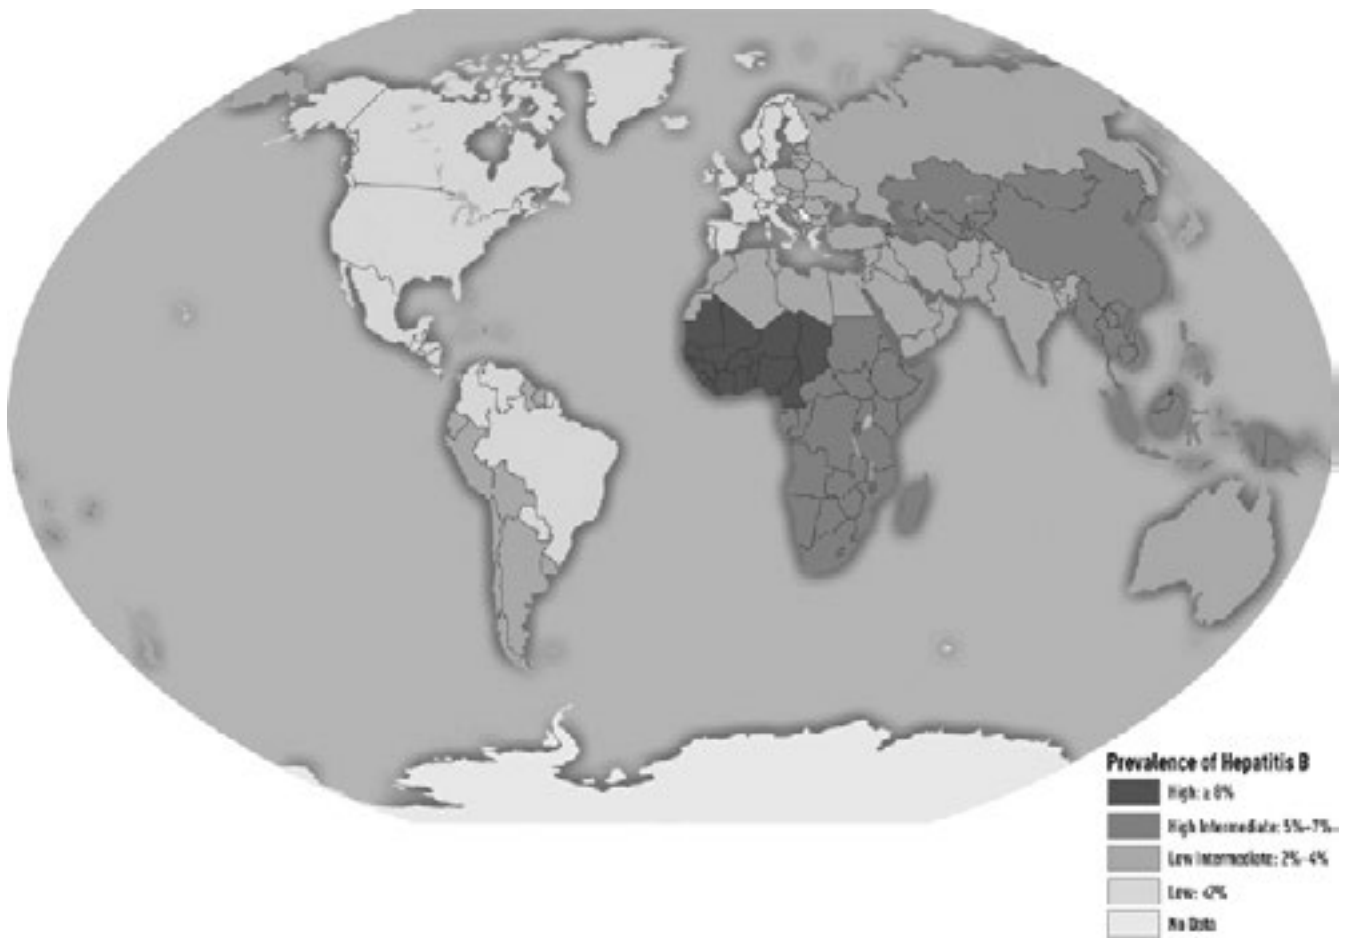 Prevalence of Hepatitis B
High: ≥ 8%
High Intermediate: 5%–7%
Low Intermediate: 2%–4%
Low: <2%
No Data